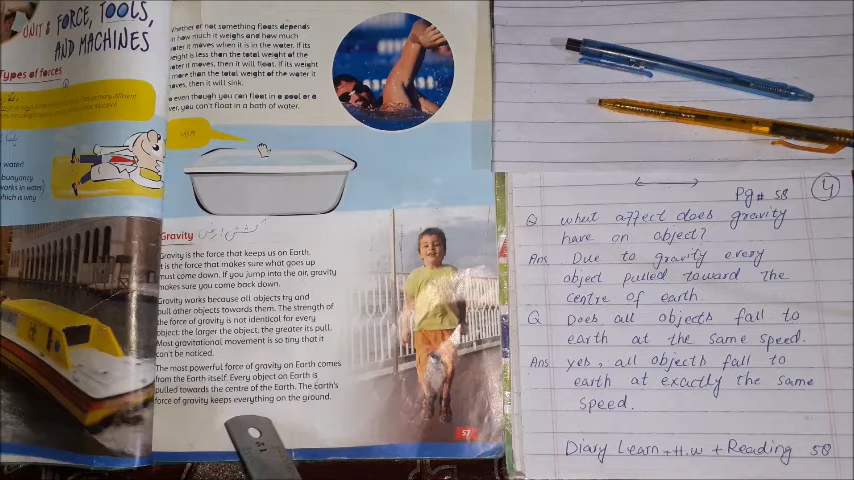 UNIT 8 FORCE, TOOLS,
AND MACHINES
Types of forces
water!
buoyancy
works in water)
which is why
Whether or not something floats depends
on how much it weighs and how much
water it moves when it is in the water. If its
weight is less than the total weight of the
water it moves, then it will float. If its weight
is more than the total weight of the water it
moves, then it will sink.
So even though you can float in a pool or a
river, you can't float in a bath of water.
Gravity کشش ارض
Gravity is the force that keeps us on Earth.
It is the force that makes sure what goes up
must come down. If you jump into the air, gravity
makes sure you come back down.
Gravity works because all objects try and
pull other objects towards them. The strength of
the force of gravity is not identical for every
object: the larger the object, the greater its pull.
Most gravitational movement is so tiny that it
can't be noticed.
The most powerful force of gravity on Earth comes
from the Earth itself. Every object on Earth is
pulled towards the centre of the Earth. The Earth's
force of gravity keeps everything on the ground.
57
Pg# 58 4
Q what affect does gravity
have on object?
Ans Due to gravity every
object pulled toward the
centre of earth
Q Does all objects fall to
earth at the same speed.
Ans yes, all objects fall to
earth at exactly the same
speed.
Diary Learn + H.w + Reading 58